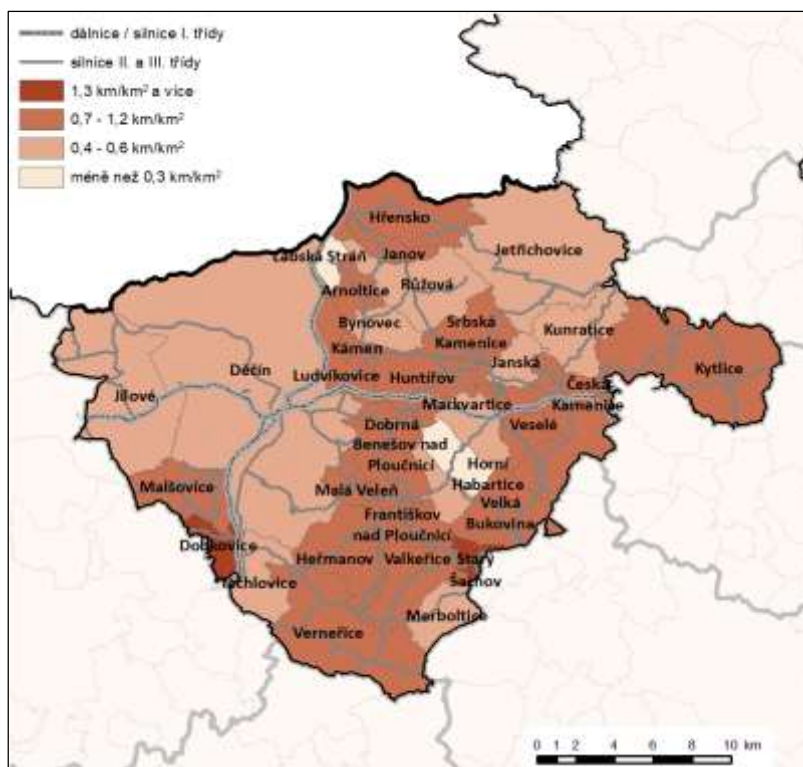 dálnice / silnice I. třídy
silnice II. a III. třídy
1,3 km/km² a více
0,7 - 1,2 km/km²
0,4 - 0,6 km/km²
méně než 0,3 km/km²
Hřensko
Labská Stráň
Janov
Jetřichovice
Růžová
Arnoltice
Bynovec
Srbská
Kamenice
Kunratice
Kámen
Janská
Kytlice
Děčín
Ludvíkovice
Huntířov
Česká
Kamenice
Jílové
Mackvartice
Dobrná
Veselé
Benešov nad
Ploučnicí
Horní
Habartice
Malšovice
Malá Veleň
Velká
Bukovina
Františkov
nad Ploučnicí
Dobkovice
Heřmanov
Valkeřice
Starý
Šachov
Těchlovice
Merboltice
Verneřice
0 1 2 4 6 8 10 km